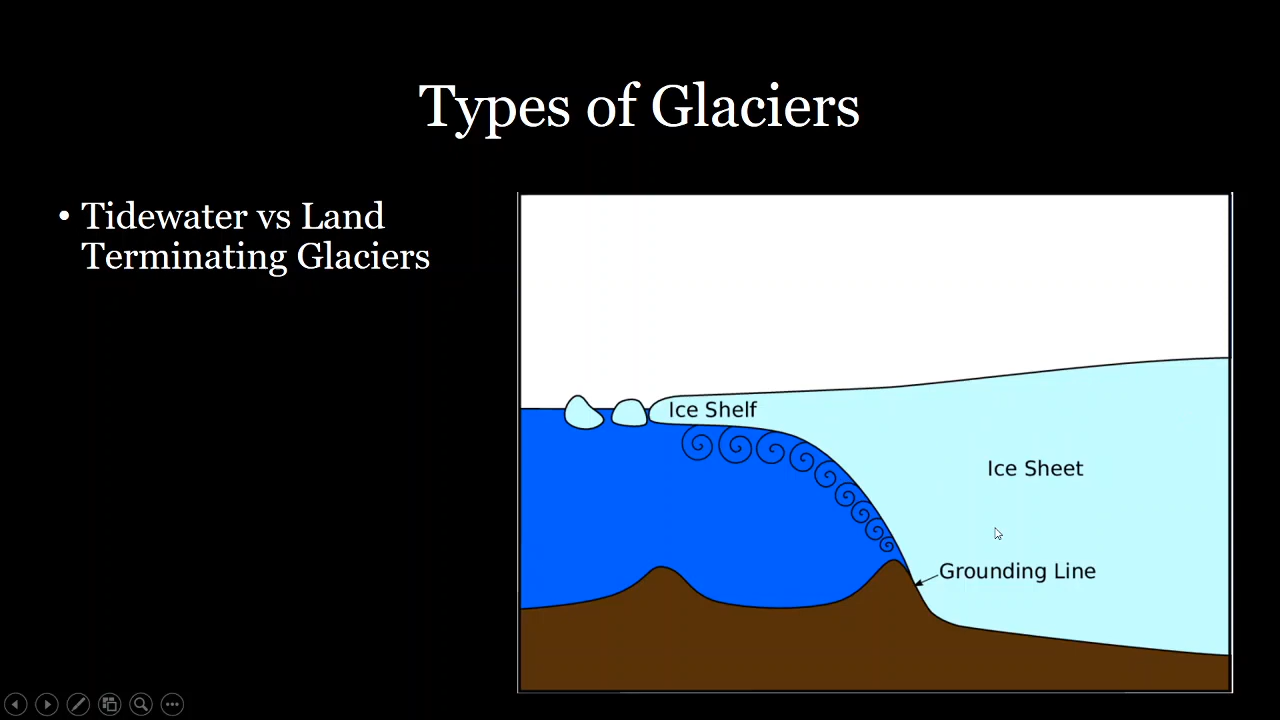 Types of Glaciers
• Tidewater vs Land
Terminating Glaciers
Ice Shelf
Ice Sheet
Grounding Line